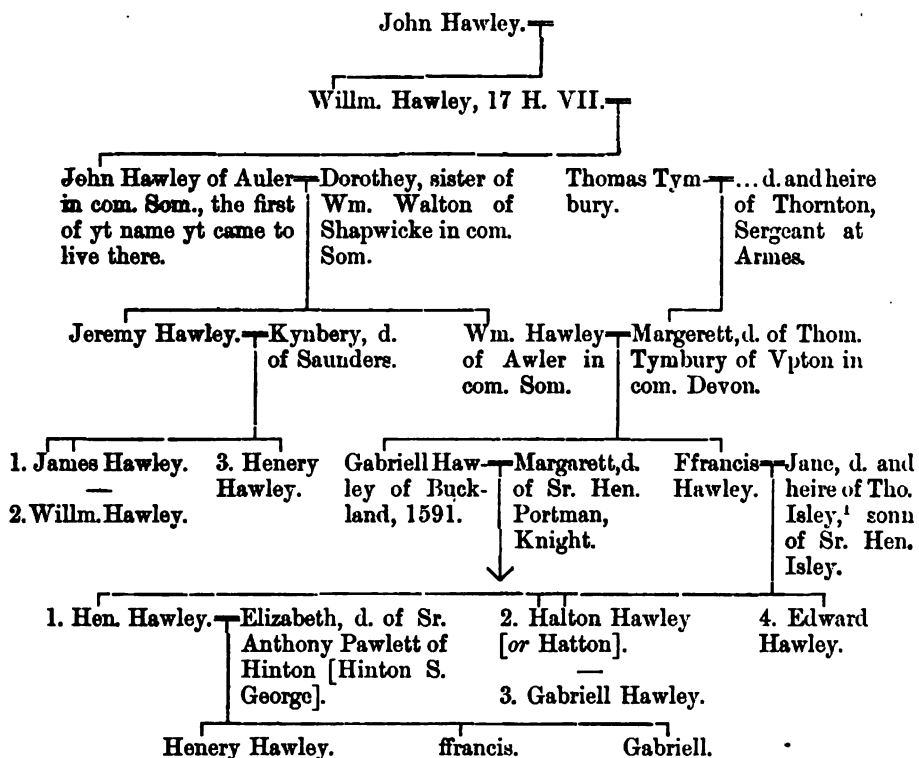 John Hawley.
Willm. Hawley, 17 H. VII.
John Hawley of Auler
in com. Som., the first
of yt name yt came to
live there.
Dorothey, sister of
Wm. Walton of
Shapwicke in com.
Som.
Thomas Tym-
bury.
... d. and heire
of Thornton,
Sergeant at
Armes.
Jeremy Hawley.
Kynbery, d.
of Saunders.
Wm. Hawley
of Awler in
com. Som.
Margerett, d. of Thom.
Tymbury of Vpton in
com. Devon.
1. James Hawley.
2. Willm. Hawley.
3. Henery
Hawley.
Gabriell Haw-
ley of Buck-
land, 1591.
Margarett, d.
of Sr. Hen.
Portman,
Knight.
Ffrancis
Hawley.
Jane, d. and
heire of Tho.
Isley,¹ sonn
of Sr. Hen.
Isley.
1. Hen. Hawley.
Elizabeth, d. of Sr.
Anthony Pawlett of
Hinton [Hinton S.
George].
2. Halton Hawley
[or Hatton].
3. Gabriell Hawley.
4. Edward
Hawley.
Henery Hawley.
ffrancis.
Gabriell.